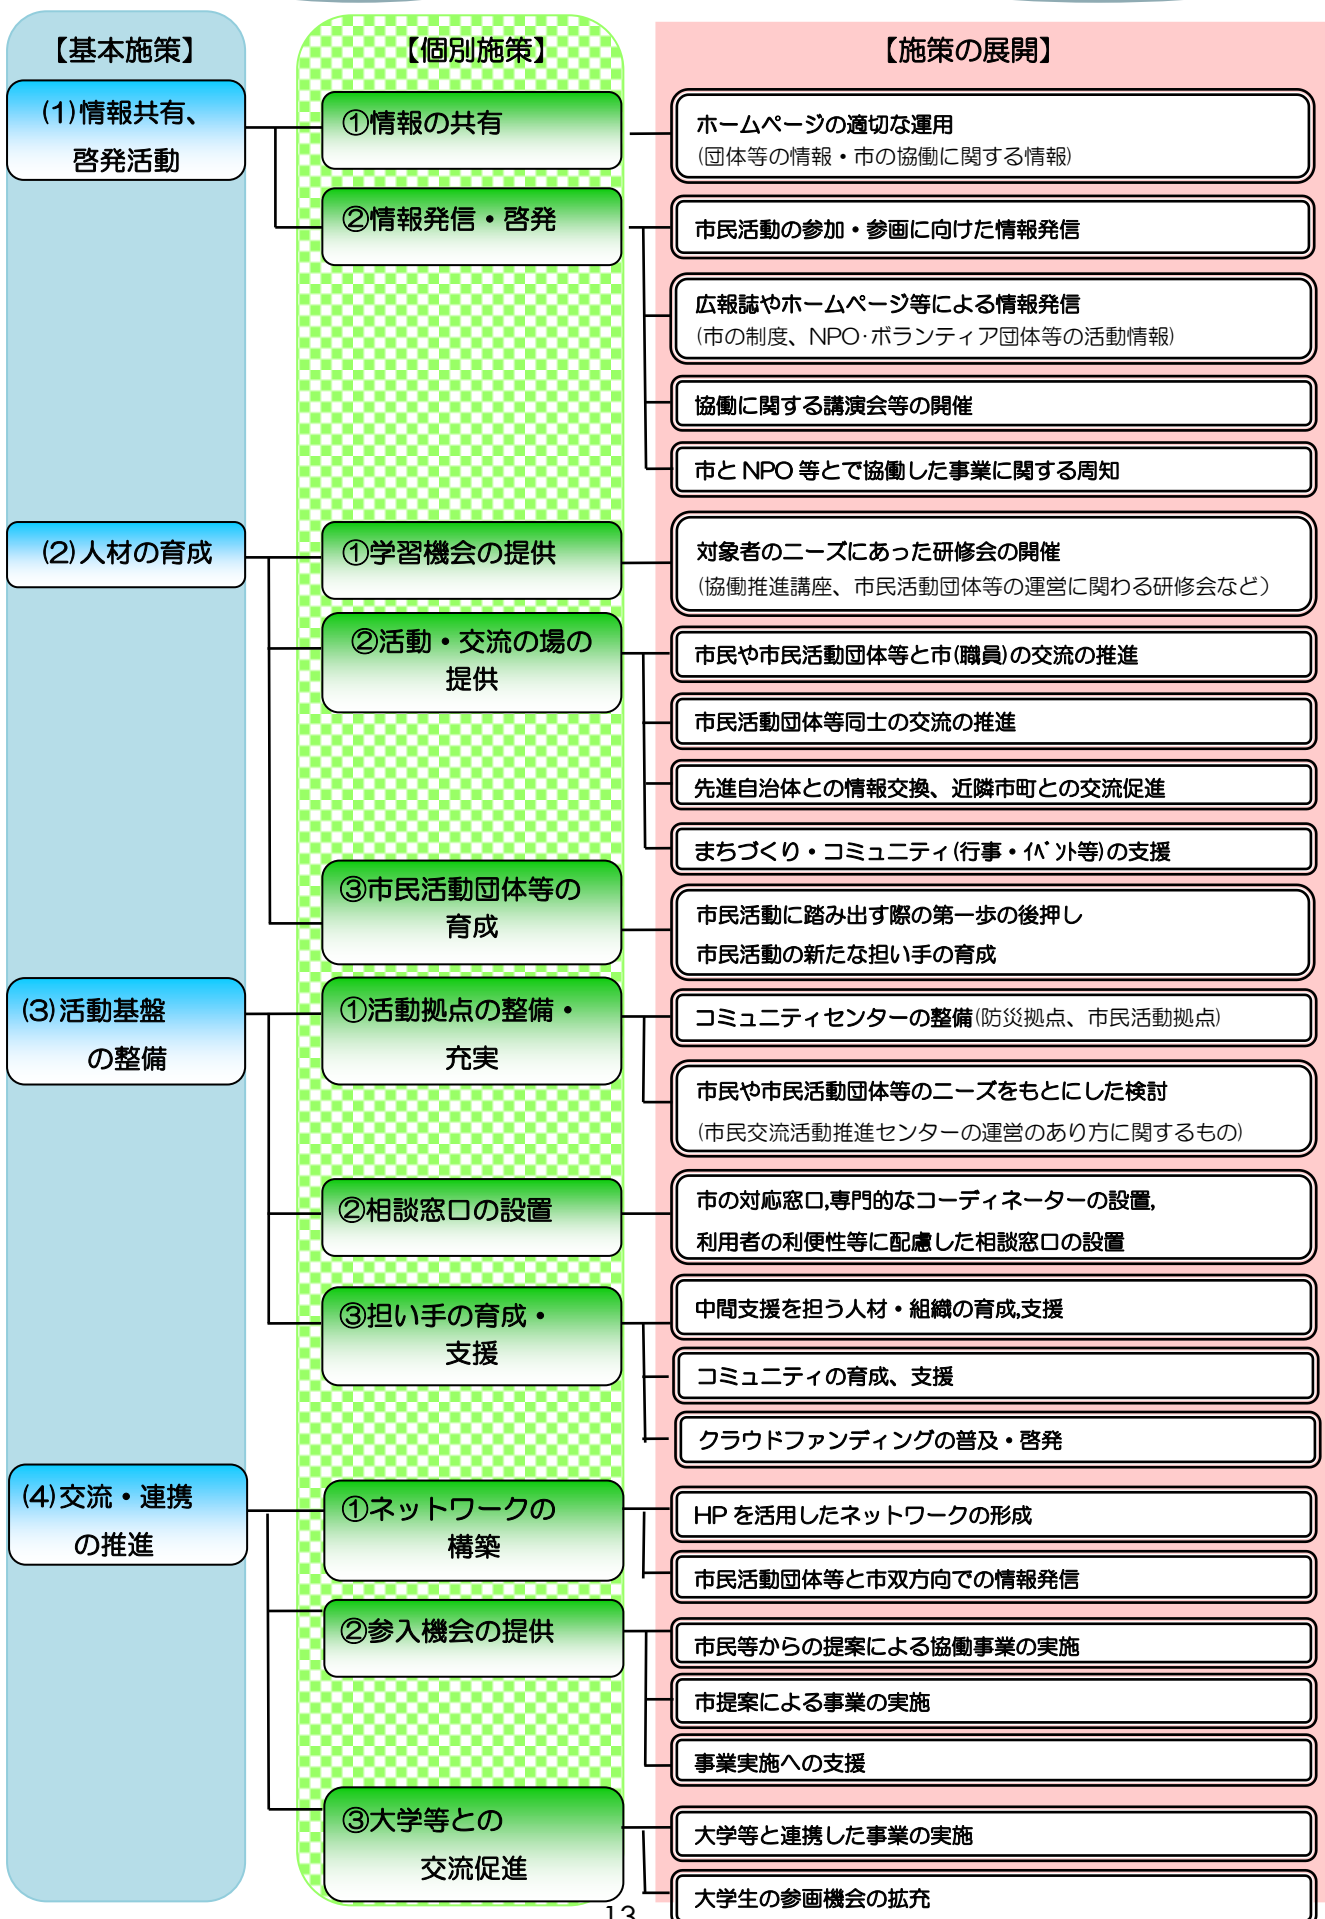 【基本施策】
【個別施策】
【施策の展開】
(1)情報共有、
啓発活動
①情報の共有
ホームページの適切な運用
(団体等の情報・市の協働に関する情報)
②情報発信・啓発
市民活動の参加・参画に向けた情報発信
広報誌やホームページ等による情報発信
(市の制度、NPO･ボランティア団体等の活動情報)
協働に関する講演会等の開催
市と NPO 等とで協働した事業に関する周知
(2)人材の育成
①学習機会の提供
対象者のニーズにあった研修会の開催
(協働推進講座、市民活動団体等の運営に関わる研修会など）
②活動・交流の場の
提供
市民や市民活動団体等と市(職員)の交流の推進
市民活動団体等同士の交流の推進
先進自治体との情報交換、近隣市町との交流促進
まちづくり・コミュニティ(行事・ｲﾍﾞﾝﾄ等)の支援
③市民活動団体等の
育成
市民活動に踏み出す際の第一歩の後押し
市民活動の新たな担い手の育成
(3)活動基盤
の整備
①活動拠点の整備・
充実
コミュニティセンターの整備(防災拠点、市民活動拠点)
市民や市民活動団体等のニーズをもとにした検討
(市民交流活動推進センターの運営のあり方に関するもの)
②相談窓口の設置
市の対応窓口,専門的なコーディネーターの設置,
利用者の利便性等に配慮した相談窓口の設置
③担い手の育成・
支援
中間支援を担う人材・組織の育成,支援
コミュニティの育成、支援
クラウドファンディングの普及・啓発
(4)交流・連携
の推進
①ネットワークの
構築
HP を活用したネットワークの形成
市民活動団体等と市双方向での情報発信
②参入機会の提供
市民等からの提案による協働事業の実施
市提案による事業の実施
事業実施への支援
③大学等との
交流促進
大学等と連携した事業の実施
大学生の参画機会の拡充
13